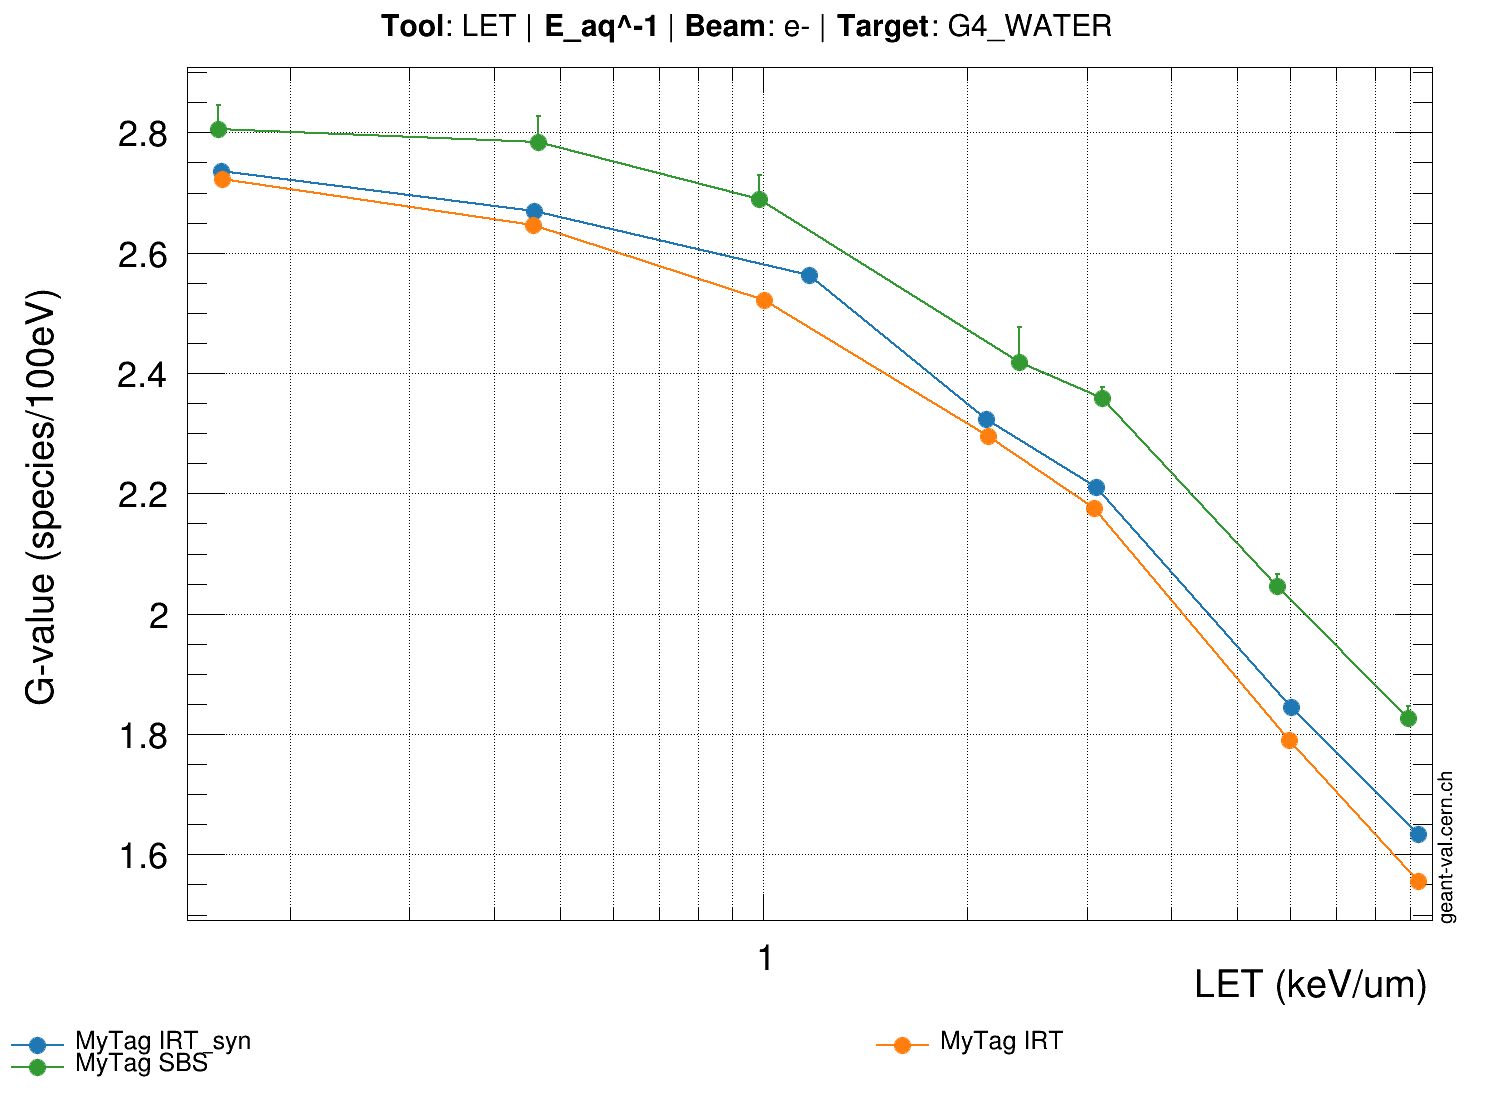 Tool: LET | E_aq^-1 | Beam: e- | Target: G4_WATER
G-value (species/100eV)
2.8
2.6
2.4
2.2
2
1.8
1.6
1
LET (keV/um)
geant-val.cern.ch
MyTag IRT_syn
MyTag IRT
MyTag SBS